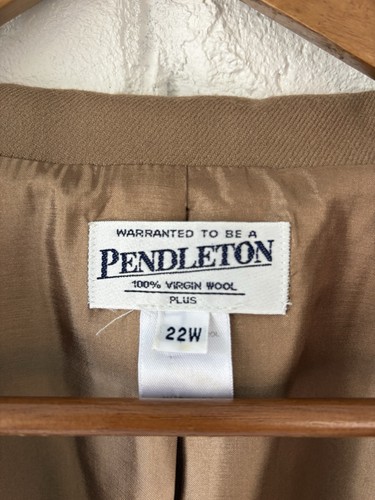 WARRANTED TO BE A
PENDLETON
100% VIRGIN WOOL
PLUS
22W